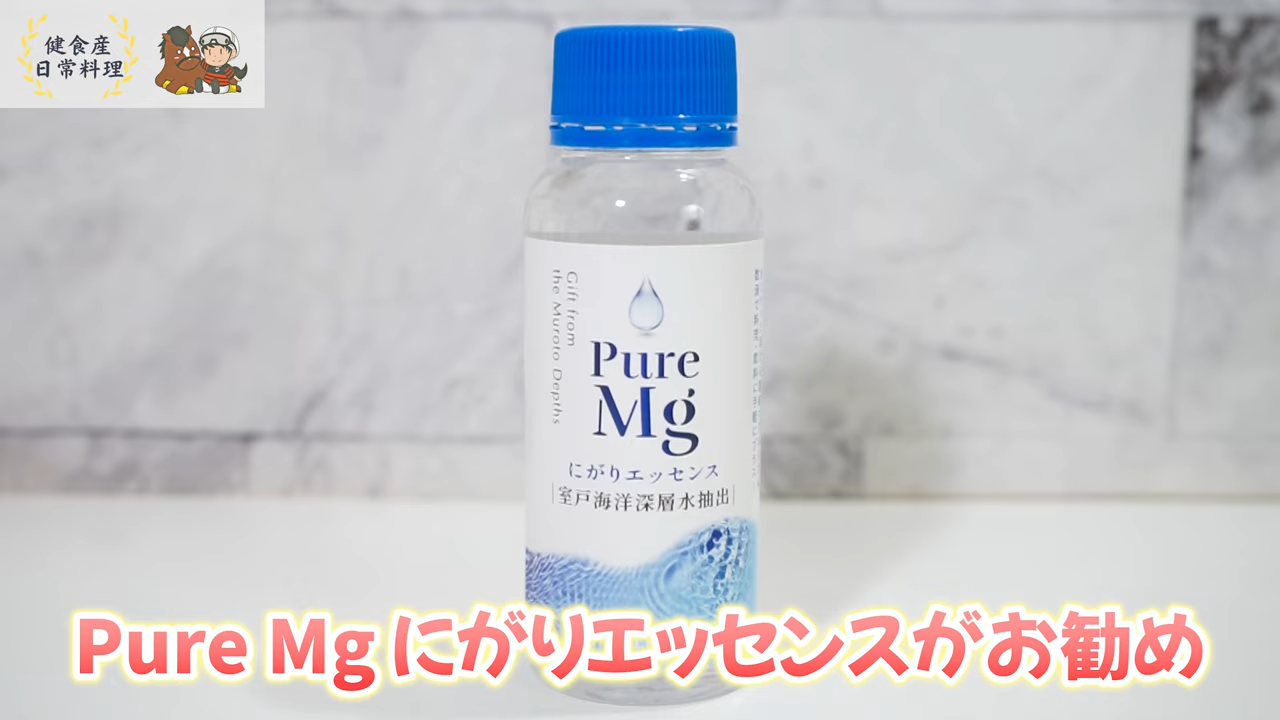 健食産
日常料理
Gift from
the Muroto Depths
Pure
Mg
にがりエッセンス
室戸海洋深層水抽出
Pure Mg にがりエッセンスがお勧め